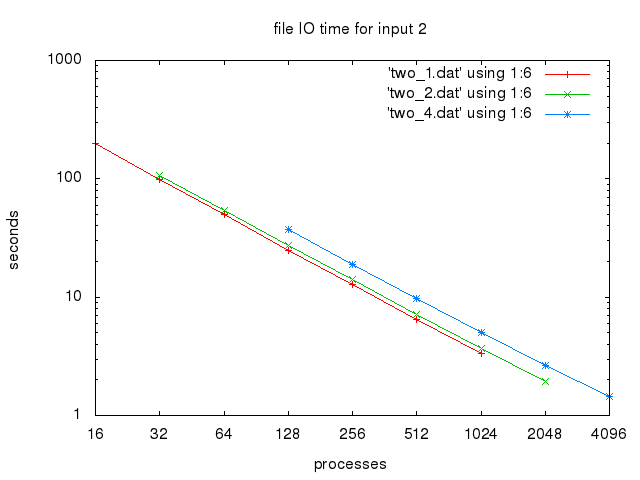 file IO time for input 2
1000
'two_1.dat' using 1:6
'two_2.dat' using 1:6
'two_4.dat' using 1:6
100
seconds
10
1
16 32 64 128 256 512 1024 2048 4096
processes